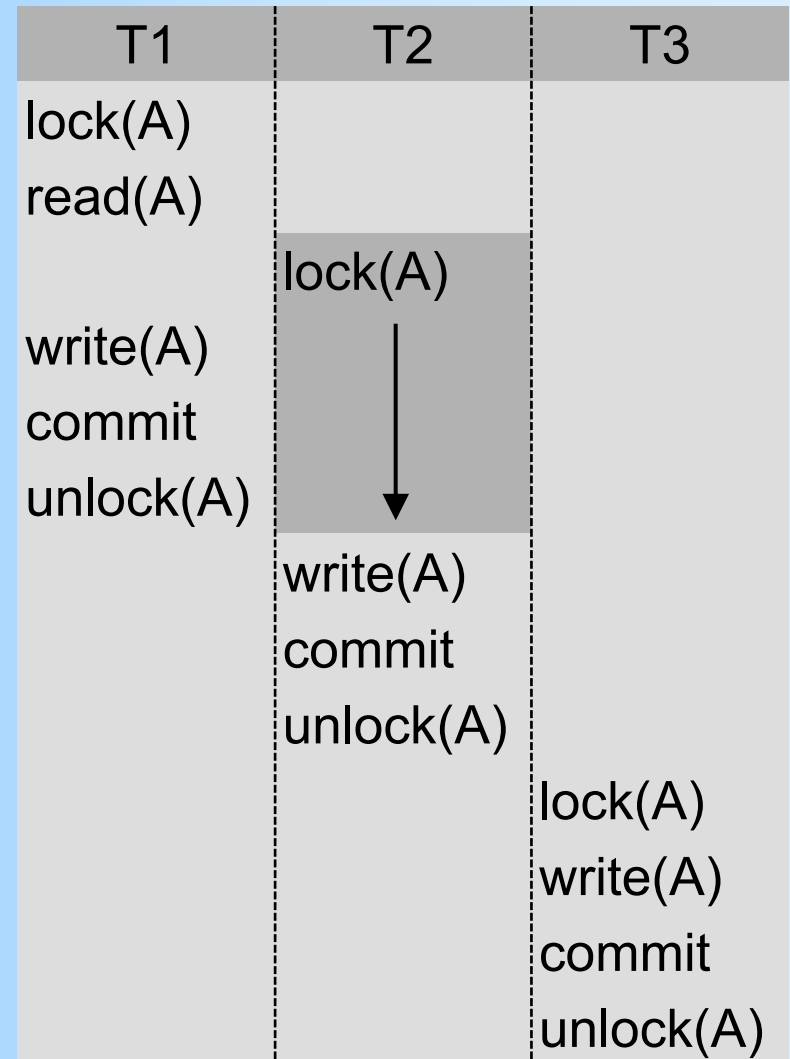 T1 T2 T3
lock(A)
read(A)
lock(A)
write(A)
commit
unlock(A)
write(A)
commit
unlock(A)
lock(A)
write(A)
commit
unlock(A)